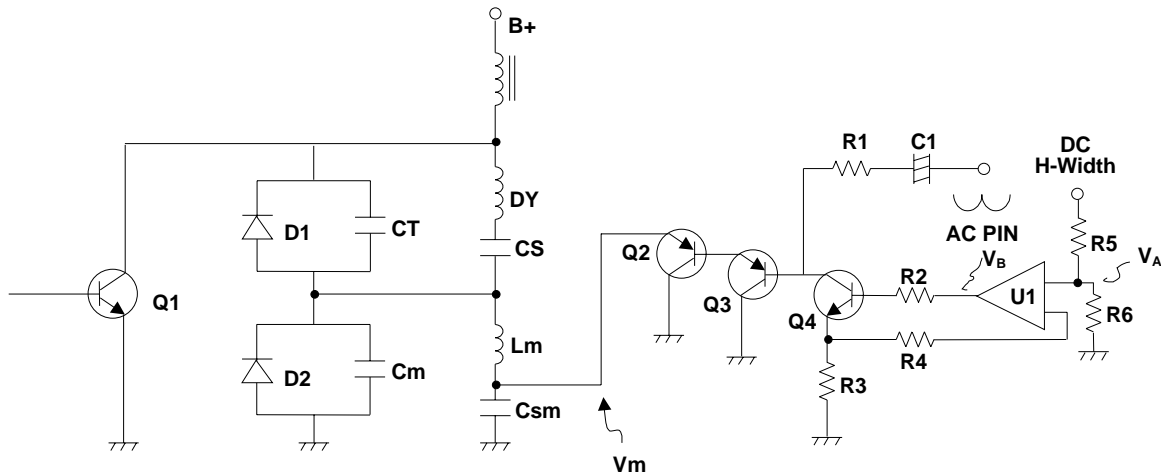 B+
R1
C1
DC
H-Width
DY
D1
CT
CS
AC PIN
R5
VA
Q2
VB
R2
U1
Q1
Q3
Q4
R6
Lm
R4
D2
Cm
R3
Csm
Vm